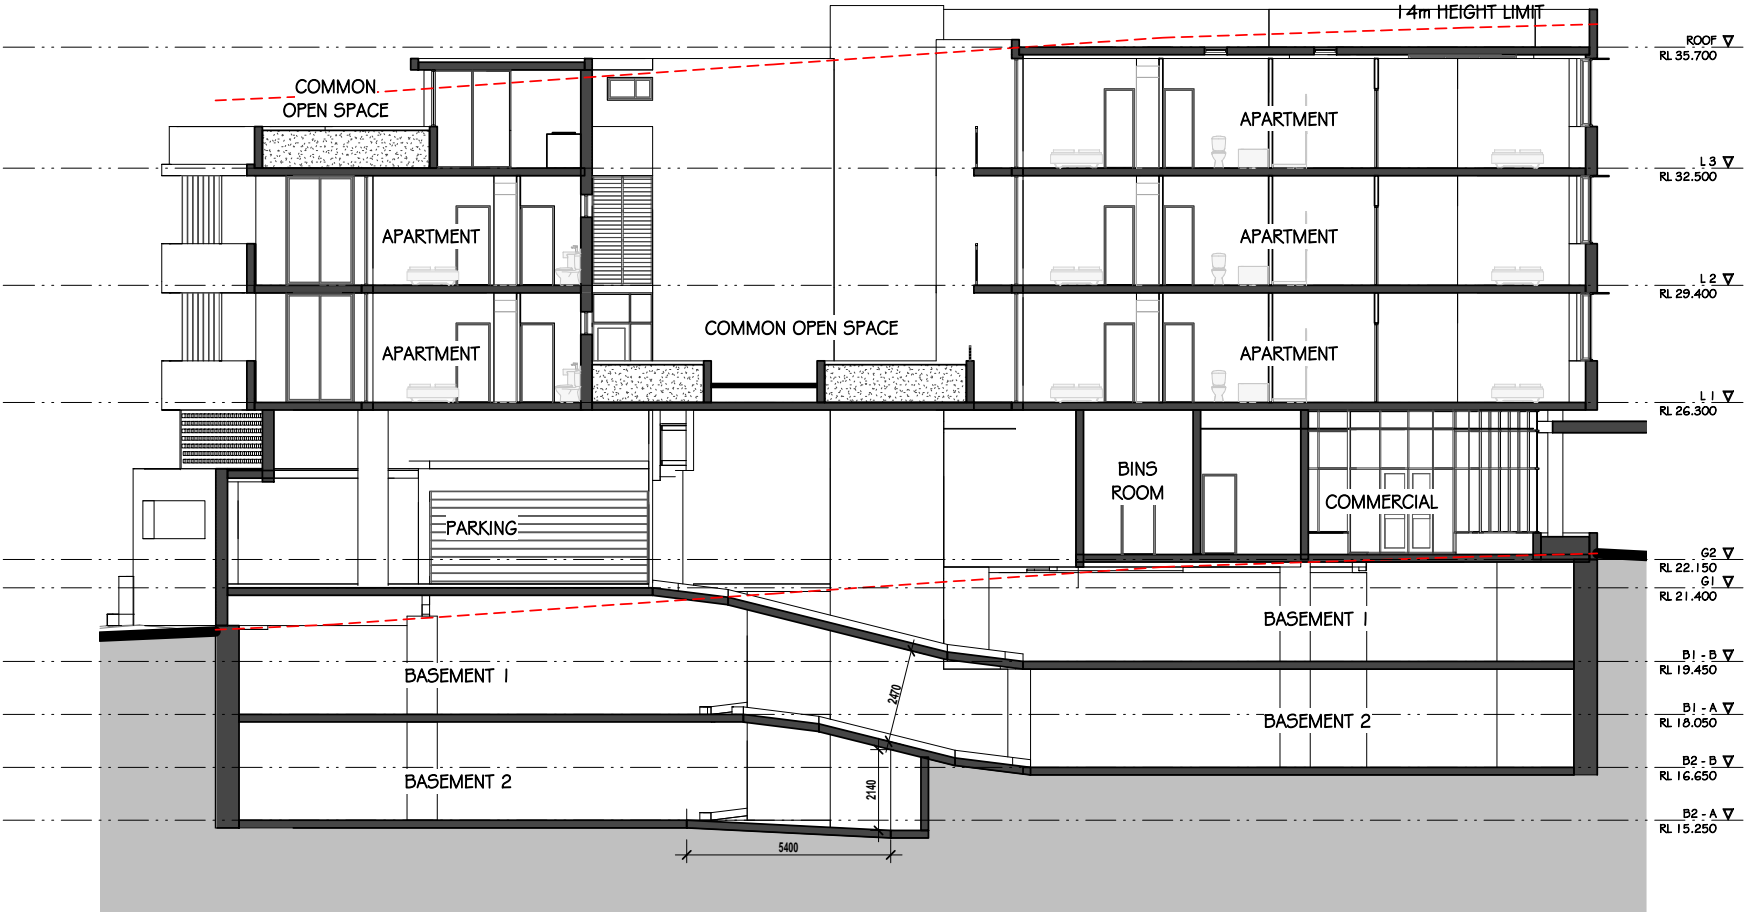 14m HEIGHT LIMIT
ROOF
RL 35.700
COMMON
OPEN SPACE
APARTMENT
L 3
RL 32.500
APARTMENT
APARTMENT
L 2
RL 29.400
COMMON OPEN SPACE
APARTMENT
APARTMENT
L 1
RL 26.300
BINS
ROOM
COMMERCIAL
PARKING
G2
RL 22.150
G1
RL 21.400
BASEMENT 1
B1 - B
RL 19.450
BASEMENT 1
2470
B1 - A
RL 18.050
BASEMENT 2
B2 - B
RL 16.650
BASEMENT 2
2140
B2 - A
RL 15.250
5400